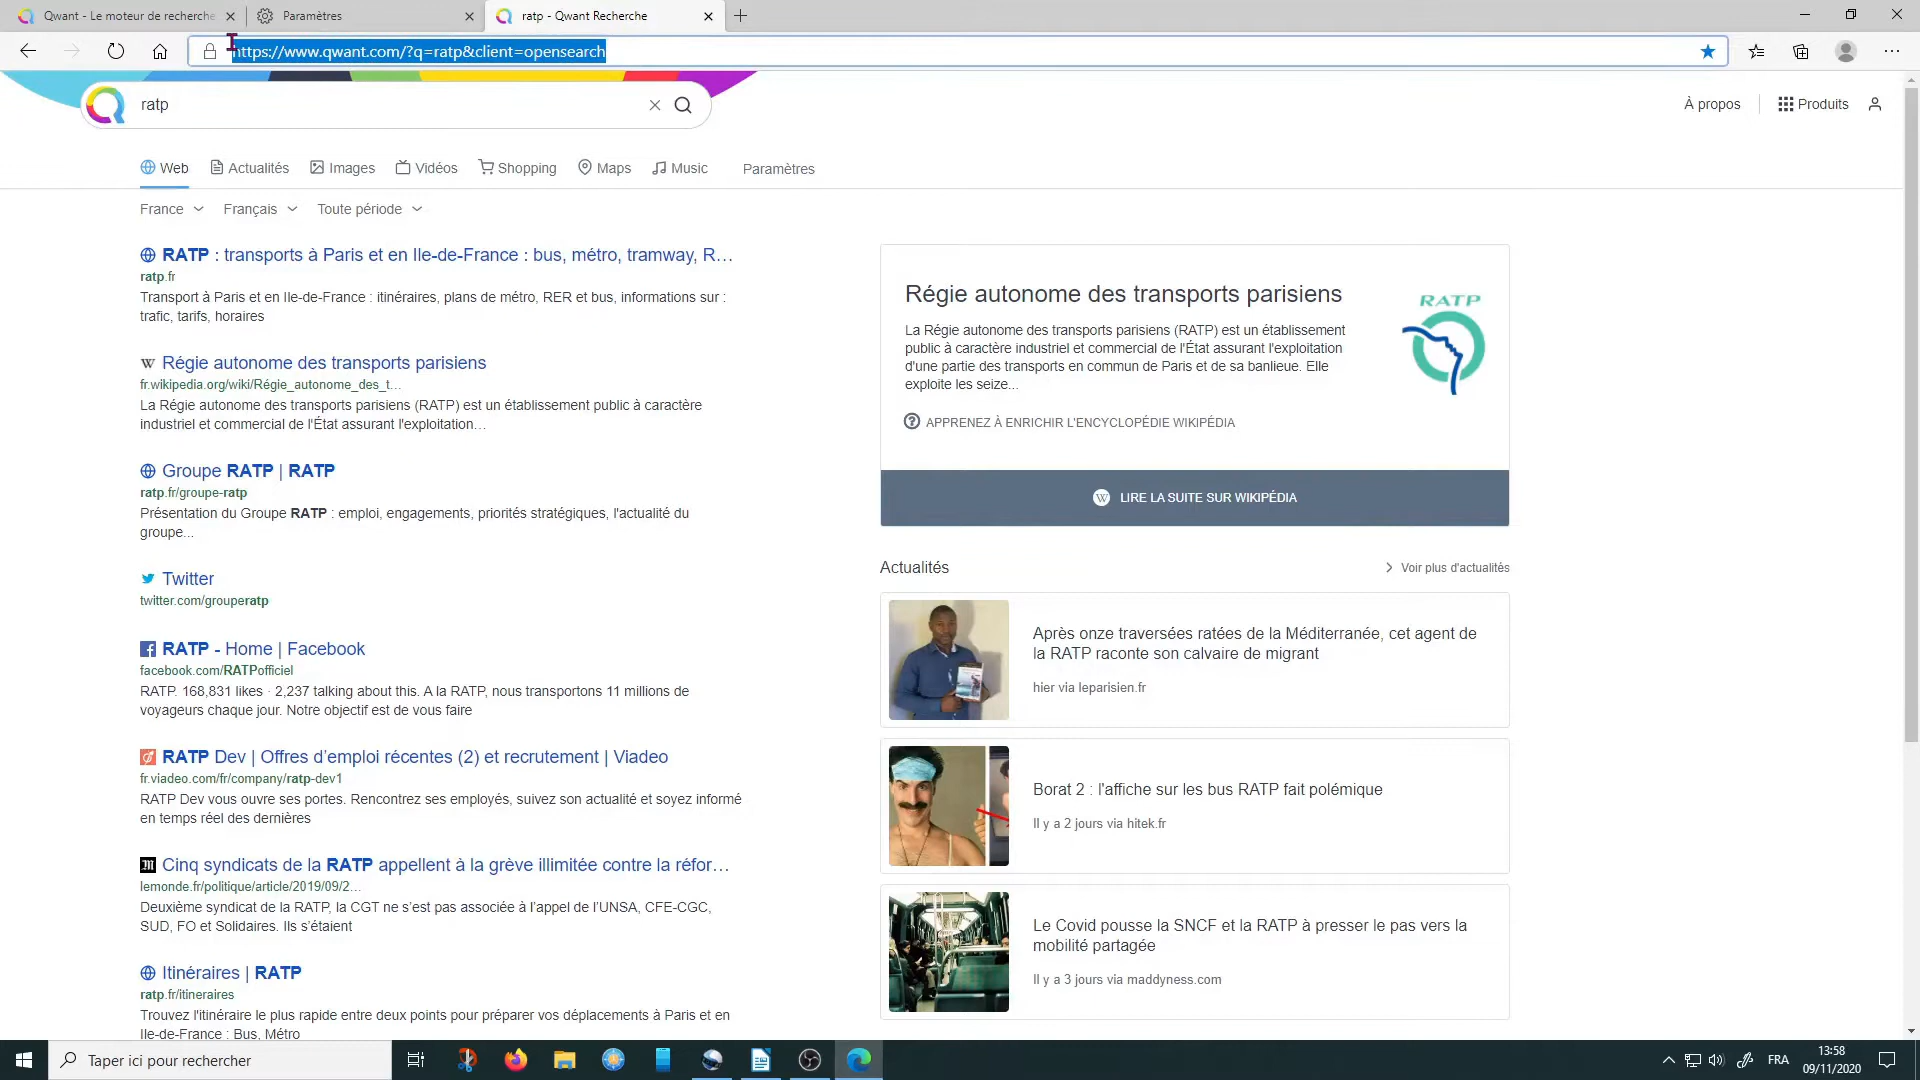 Qwant - Le moteur de recherche
Paramètres
ratp - Qwant Recherche
https://www.qwant.com/?q=ratp&client=opensearch
ratp
À propos
Produits
Web
Actualités
Images
Vidéos
Shopping
Maps
Music
Paramètres
France
Français
Toute période
RATP : transports à Paris et en Ile-de-France : bus, métro, tramway, R...
ratp.fr
Transport à Paris et en Ile-de-France : itinéraires, plans de métro, RER et bus, informations sur :
trafic, tarifs, horaires
W Régie autonome des transports parisiens
fr.wikipedia.org/wiki/Régie_autonome_des_t...
La Régie autonome des transports parisiens (RATP) est un établissement public à caractère
industriel et commercial de l'État assurant l'exploitation...
Groupe RATP | RATP
ratp.fr/groupe-ratp
Présentation du Groupe RATP : emploi, engagements, priorités stratégiques, l'actualité du
groupe...
Twitter
twitter.com/grouperatp
RATP - Home | Facebook
facebook.com/RATPofficiel
RATP. 168,831 likes · 2,237 talking about this. A la RATP, nous transportons 11 millions de
voyageurs chaque jour. Notre objectif est de vous faire
RATP Dev | Offres d'emploi récentes (2) et recrutement | Viadeo
fr.viadeo.com/fr/company/ratp-dev1
RATP Dev vous ouvre ses portes. Rencontrez ses employés, suivez son actualité et soyez informé
en temps réel des dernières
Cinq syndicats de la RATP appellent à la grève illimitée contre la réfor...
lemonde.fr/politique/article/2019/09/2...
Deuxième syndicat de la RATP, la CGT ne s'est pas associée à l'appel de l'UNSA, CFE-CGC,
SUD, FO et Solidaires. Ils s'étaient
Itinéraires | RATP
ratp.fr/itineraires
Trouvez l'itinéraire le plus rapide entre deux points pour préparer vos déplacements à Paris et en
Ile-de-France : Bus, Métro
Régie autonome des transports parisiens
RATP
La Régie autonome des transports parisiens (RATP) est un établissement
public à caractère industriel et commercial de l'État assurant l'exploitation
d'une partie des transports en commun de Paris et de sa banlieue. Elle
exploite les seize...
APPRENEZ À ENRICHIR L'ENCYCLOPÉDIE WIKIPÉDIA
W LIRE LA SUITE SUR WIKIPÉDIA
Actualités
Voir plus d'actualités
Après onze traversées ratées de la Méditerranée, cet agent de
la RATP raconte son calvaire de migrant
hier via leparisien.fr
Borat 2 : l'affiche sur les bus RATP fait polémique
Il y a 2 jours via hitek.fr
Le Covid pousse la SNCF et la RATP à presser le pas vers la
mobilité partagée
Il y a 3 jours via maddyness.com
Taper ici pour rechercher
FRA
13:58
09/11/2020